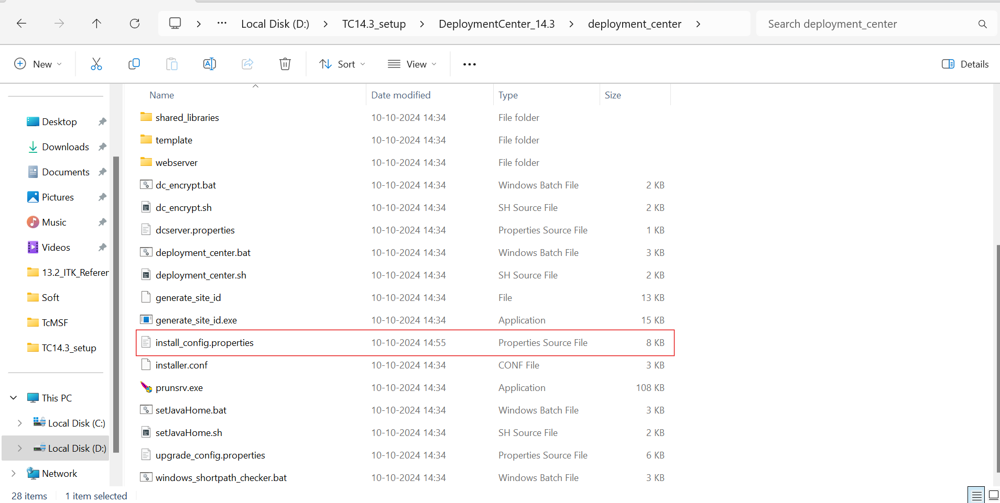 Local Disk (D:) TC14.3_setup DeploymentCenter_14.3 deployment_center Search deployment_center
New Sort View Details
Name Date modified Type Size
shared_libraries 10-10-2024 14:34 File folder
template 10-10-2024 14:34 File folder
webserver 10-10-2024 14:34 File folder
dc_encrypt.bat 10-10-2024 14:34 Windows Batch File 2 KB
dc_encrypt.sh 10-10-2024 14:34 SH Source File 2 KB
dcserver.properties 10-10-2024 14:34 Properties Source File 1 KB
deployment_center.bat 10-10-2024 14:34 Windows Batch File 3 KB
deployment_center.sh 10-10-2024 14:34 SH Source File 2 KB
generate_site_id 10-10-2024 14:34 File 13 KB
generate_site_id.exe 10-10-2024 14:34 Application 15 KB
install_config.properties 10-10-2024 14:55 Properties Source File 8 KB
installer.conf 10-10-2024 14:34 CONF File 3 KB
prunsrv.exe 10-10-2024 14:34 Application 108 KB
setJavaHome.bat 10-10-2024 14:34 Windows Batch File 3 KB
setJavaHome.sh 10-10-2024 14:34 SH Source File 2 KB
upgrade_config.properties 10-10-2024 14:34 Properties Source File 6 KB
windows_shortpath_checker.bat 10-10-2024 14:34 Windows Batch File 3 KB
Desktop
Downloads
Documents
Pictures
Music
Videos
13.2_ITK_Referer
Soft
TcMSF
TC14.3_setup
This PC
Local Disk (C:)
Local Disk (D:)
Network
28 items 1 item selected